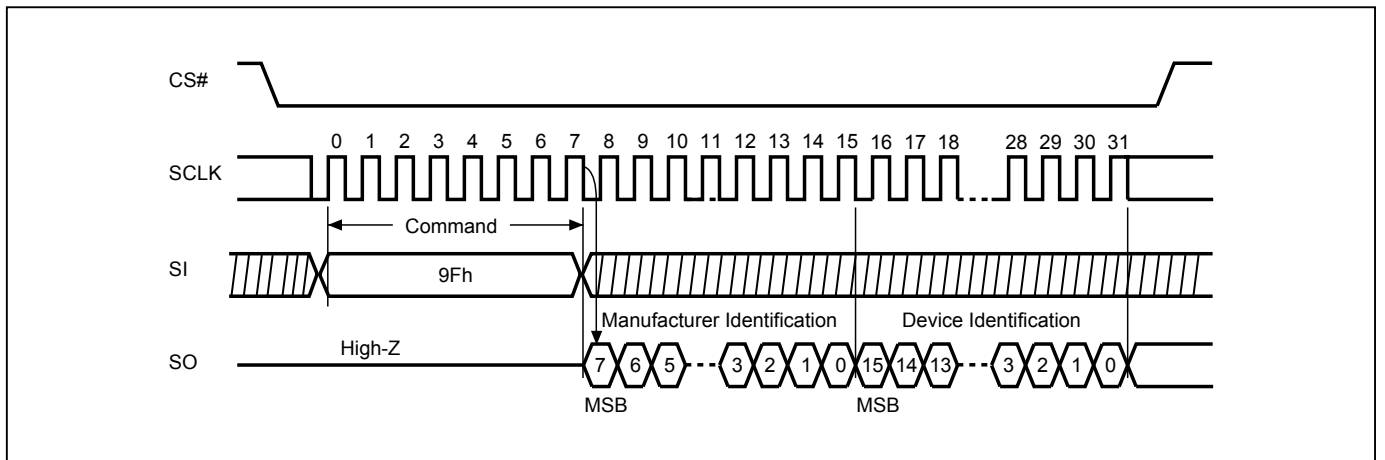 CS#
0 1 2 3 4 5 6 7 8 9 10 11 12 13 14 15 16 17 18 28 29 30 31
SCLK
Command
SI
9Fh
Manufacturer Identification Device Identification
High-Z
SO
7 6 5 3 2 1 0 15 14 13 3 2 1 0
MSB MSB